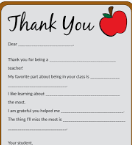 Thank You
Dear
Thank you for being a
teacher!
My favorite part about being in your class is
I like learning about
the most.
I am grateful you helped me
The thing I'll miss the most is
Your student,